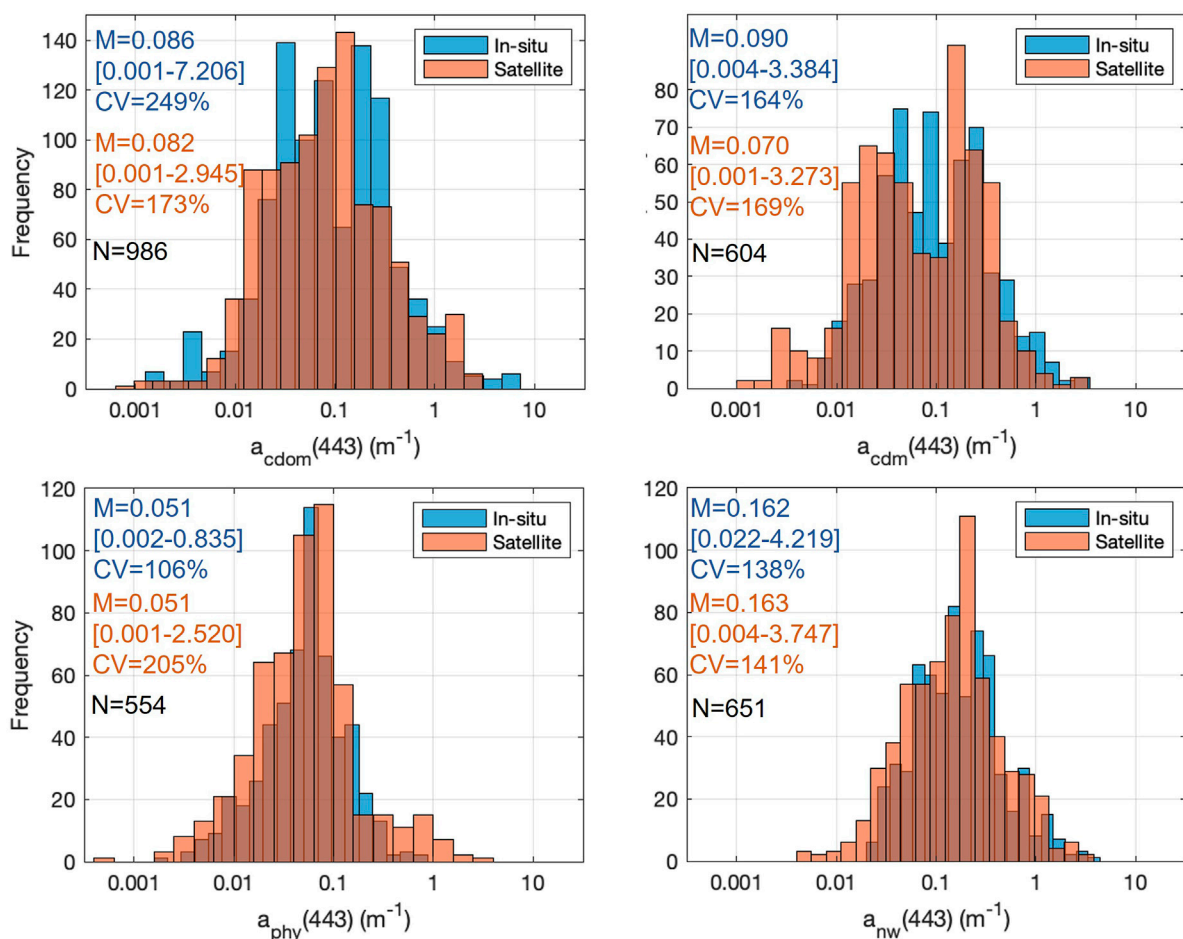 140
120
100
80
60
40
20
0
Frequency
M=0.086
[0.001-7.206]
CV=249%
M=0.082
[0.001-2.945]
CV=173%
N=986
In-situ
Satellite
0.001 0.01 0.1 1 10
a_cdom(443) (m^-1)
80
70
60
50
40
30
20
10
0
M=0.090
[0.004-3.384]
CV=164%
M=0.070
[0.001-3.273]
CV=169%
N=604
In-situ
Satellite
0.001 0.01 0.1 1 10
a_cdm(443) (m^-1)
120
100
80
60
40
20
0
Frequency
M=0.051
[0.002-0.835]
CV=106%
M=0.051
[0.001-2.520]
CV=205%
N=554
In-situ
Satellite
0.001 0.01 0.1 1 10
a_phy(443) (m^-1)
120
100
80
60
40
20
0
M=0.162
[0.022-4.219]
CV=138%
M=0.163
[0.004-3.747]
CV=141%
N=651
In-situ
Satellite
0.001 0.01 0.1 1 10
a_nw(443) (m^-1)